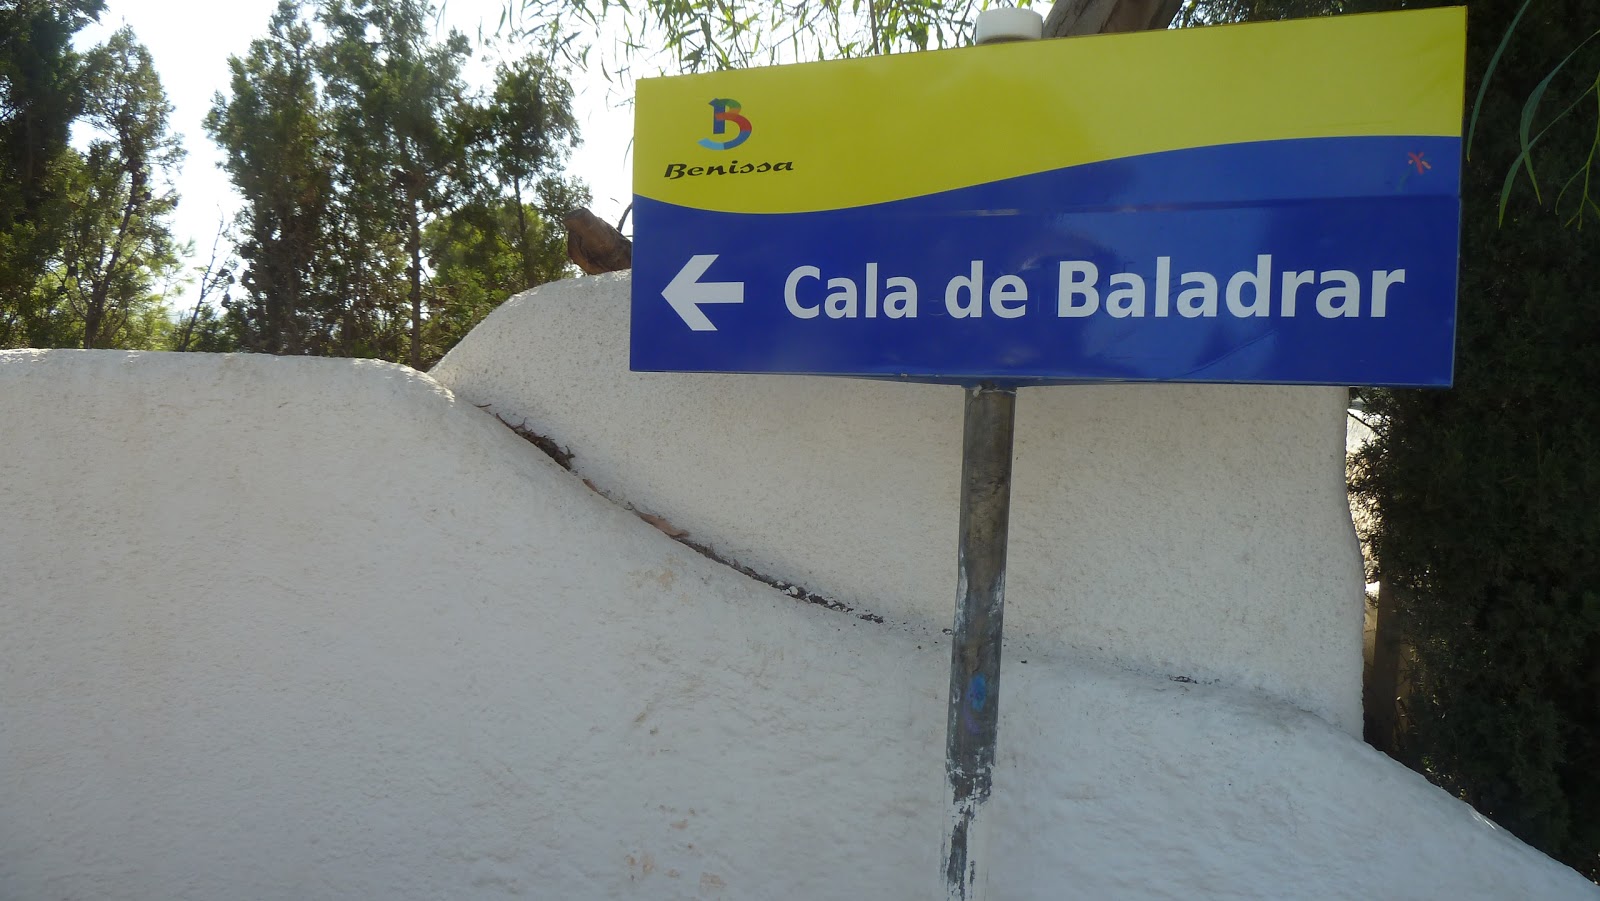 B
Benissa
← Cala de Baladrar